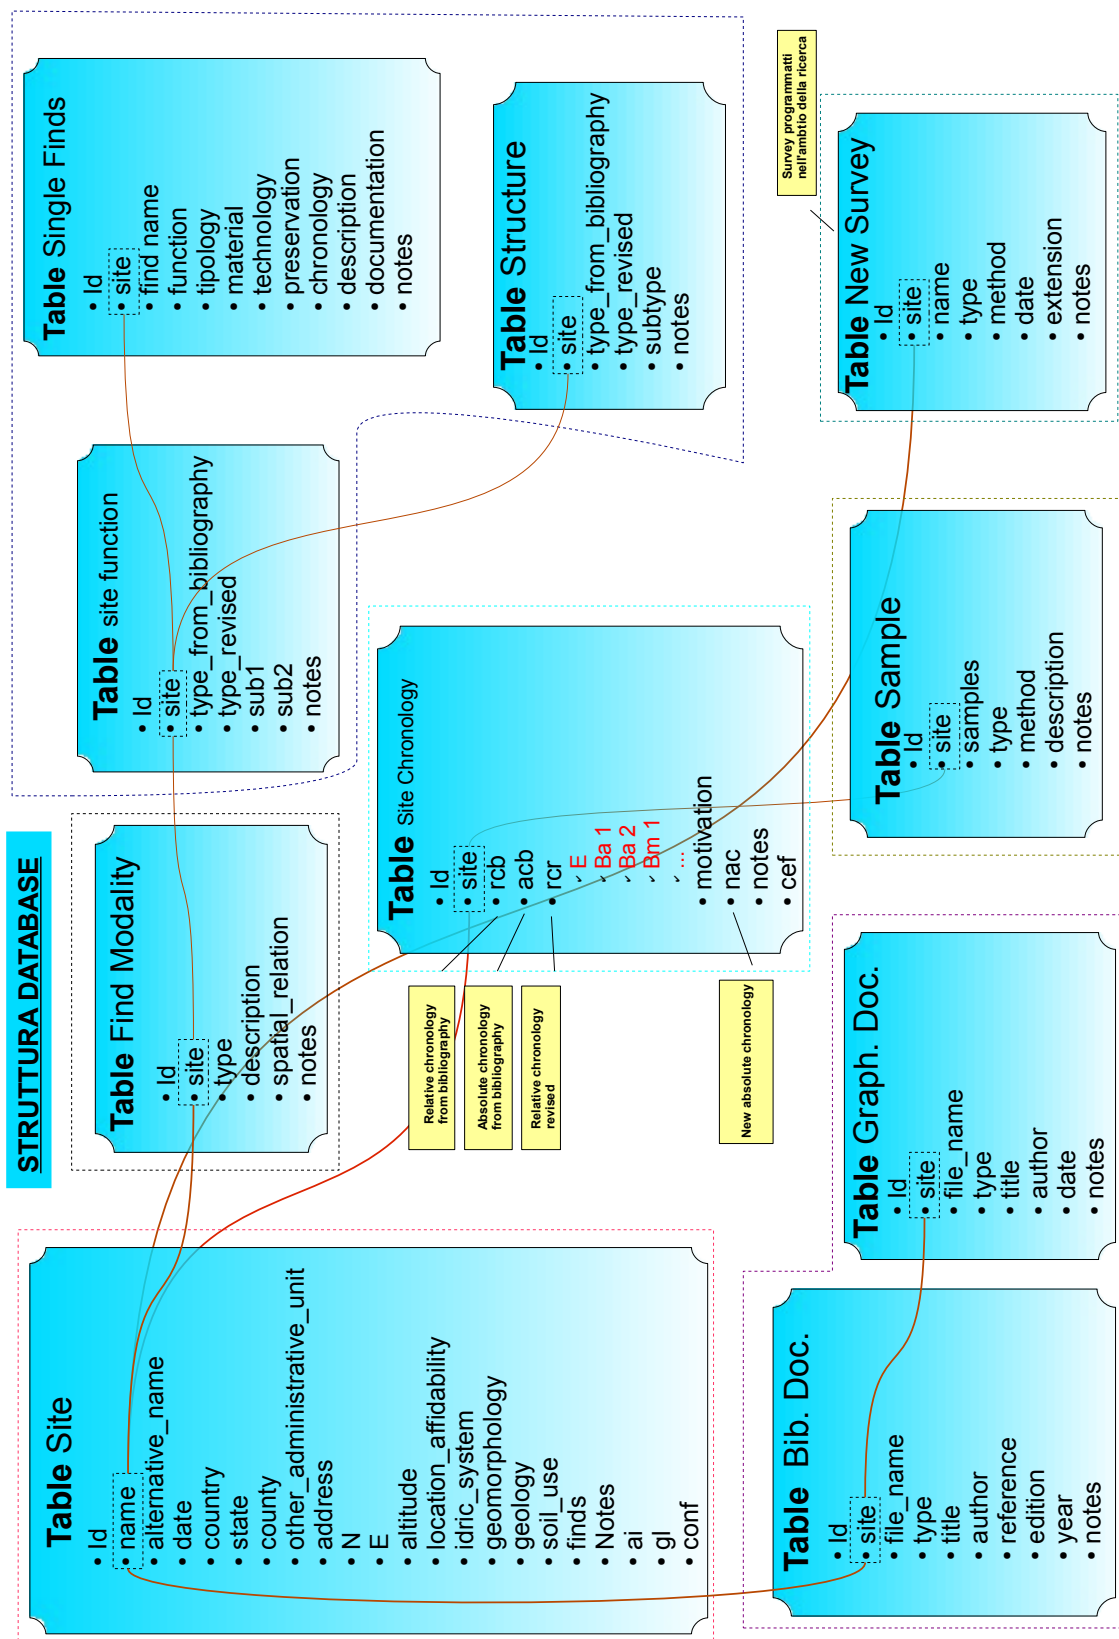 STRUTTURA DATABASE
Table Site
• Id
• name
• alternative_name
• date
• country
• state
• county
• other_administrative_unit
• address
• N
• E
• altitude
• location_affidability
• idric_system
• geomorphology
• geology
• soil_use
• finds
• Notes
• ai
• gl
• conf
Table Find Modality
• Id
• site
• type
• description
• spatial_relation
• notes
Table site function
• Id
• site
• type_from_bibliography
• type_revised
• sub1
• sub2
• notes
Table Single Finds
• Id
• site
• find name
• function
• tipology
• material
• technology
• preservation
• chronology
• description
• documentation
• notes
Table Structure
• Id
• site
• type_from_bibliography
• type_revised
• subtype
• notes
Table Site Chronology
• Id
• site
• rcb
• acb
• rcr
✓ E
✓ Ba 1
✓ Ba 2
✓ Bm 1
✓ ...
• motivation
• nac
• notes
• cef
Relative chronology
from bibliography
Absolute chronology
from bibliography
Relative chronology
revised
New absolute chronology
Table Bib. Doc.
• Id
• site
• file_name
• type
• title
• author
• reference
• edition
• year
• notes
Table Graph. Doc.
• Id
• site
• file_name
• type
• title
• author
• date
• notes
Table Sample
• Id
• site
• samples
• type
• method
• description
• notes
Table New Survey
• Id
• site
• name
• type
• method
• date
• extension
• notes
Survey programmatti
nell'ambtio della ricerca